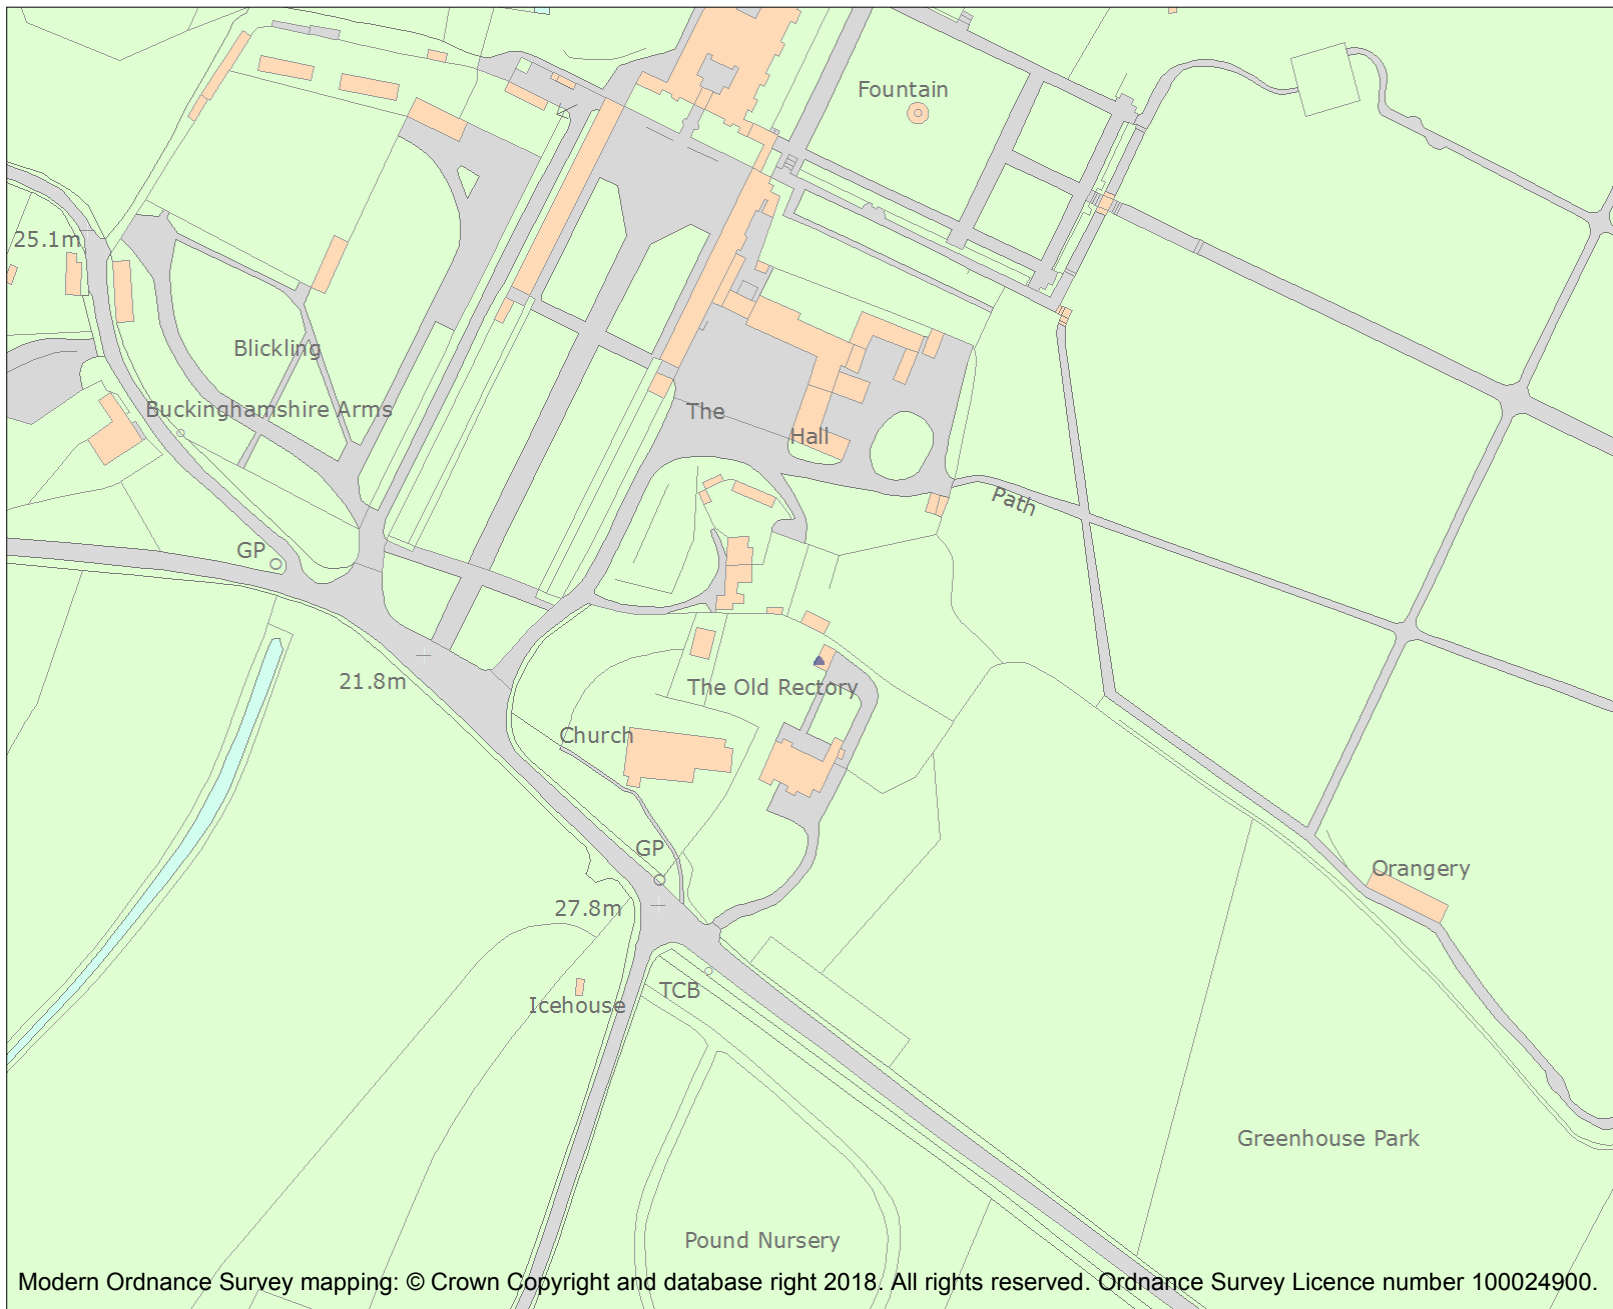 Fountain
25.1m
Blickling
Buckinghamshire Arms
The
Hall
Path
GP
21.8m
The Old Rectory
Church
GP
Orangery
27.8m
TCB
Icehouse
Greenhouse Park
Pound Nursery
Modern Ordnance Survey mapping: © Crown Copyright and database right 2018. All rights reserved. Ordnance Survey Licence number 100024900.